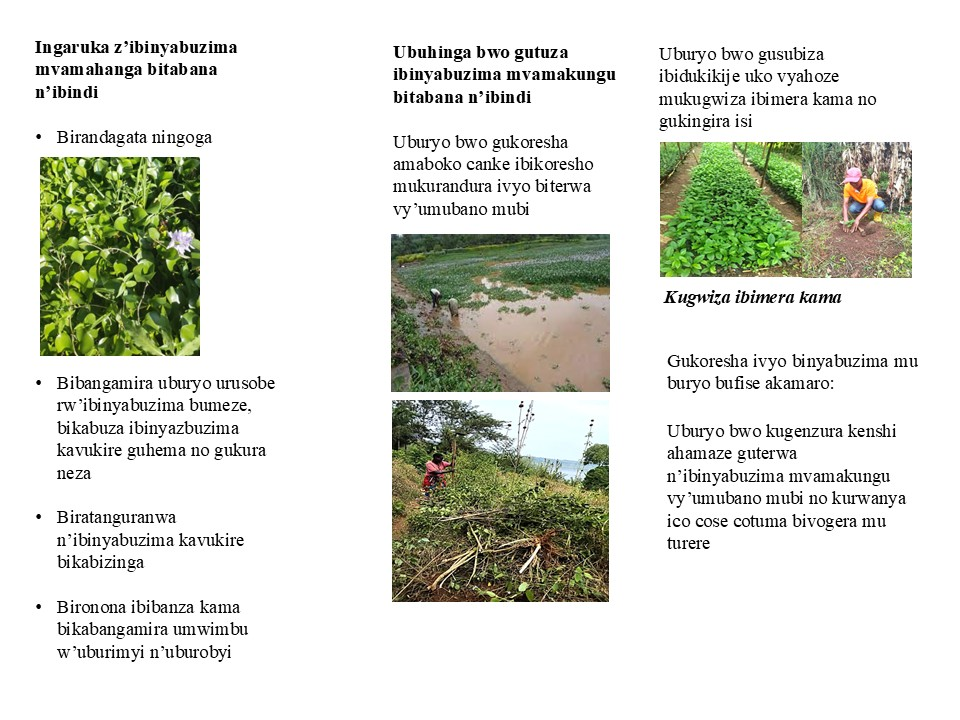 Ingaruka z’ibinyabuzima
mvamahanga bitabana
n’ibindi
• Birandagata ningoga
• Bibangamira uburyo urusobe
rw’ibinyabuzima bumeze,
bikabuza ibinyazbuzima
kavukire guhema no gukura
neza
• Biratanguranwa
n’ibinyabuzima kavukire
bikabizinga
• Bironona ibibanza kama
bikabangamira umwimbu
w’uburimyi n’uburobyi
Ubuhinga bwo gutuza
ibinyabuzima mvamakungu
bitabana n’ibindi
Uburyo bwo gukoresha
amaboko canke ibikoresho
mukurandura ivyo biterwa
vy’umubano mubi
Uburyo bwo gusubiza
ibidukikije uko vyahoze
mukugwiza ibimera kama no
gukingira isi
Kugwiza ibimera kama
Gukoresha ivyo binyabuzima mu
buryo bufise akamaro:
Uburyo bwo kugenzura kenshi
ahamaze guterwa
n’ibinyabuzima mvamakungu
vy’umubano mubi no kurwanya
ico cose cotuma bivogera mu
turere